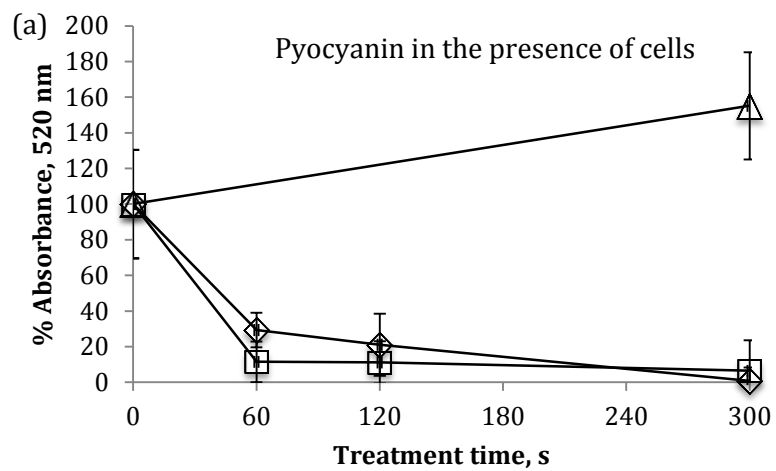 (a)
Pyocyanin in the presence of cells
% Absorbance, 520 nm
200
180
160
140
120
100
80
60
40
20
0
0 60 120 180 240 300
Treatment time, s